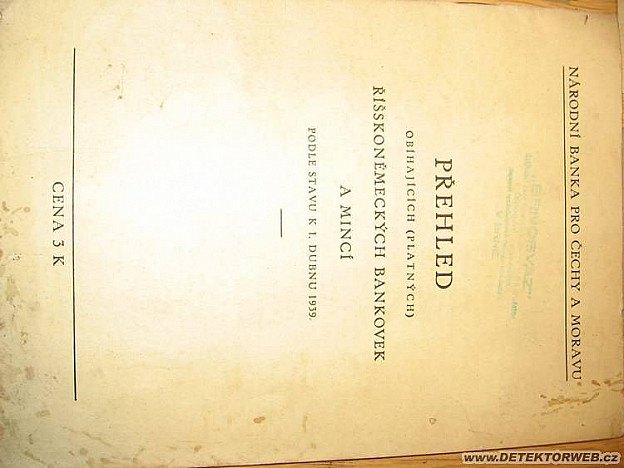 NÁRODNÍ BANKA PRO ČECHY A MORAVU
PŘEHLED
OBÍHAJÍCÍCH (PLATNÝCH)
ŘÍŠSKONĚMECKÝCH BANKOVEK
A MINCÍ
PODLE STAVU K 1. DUBNU 1939.
CENA 3 K
www.DETEKTORWEB.cz